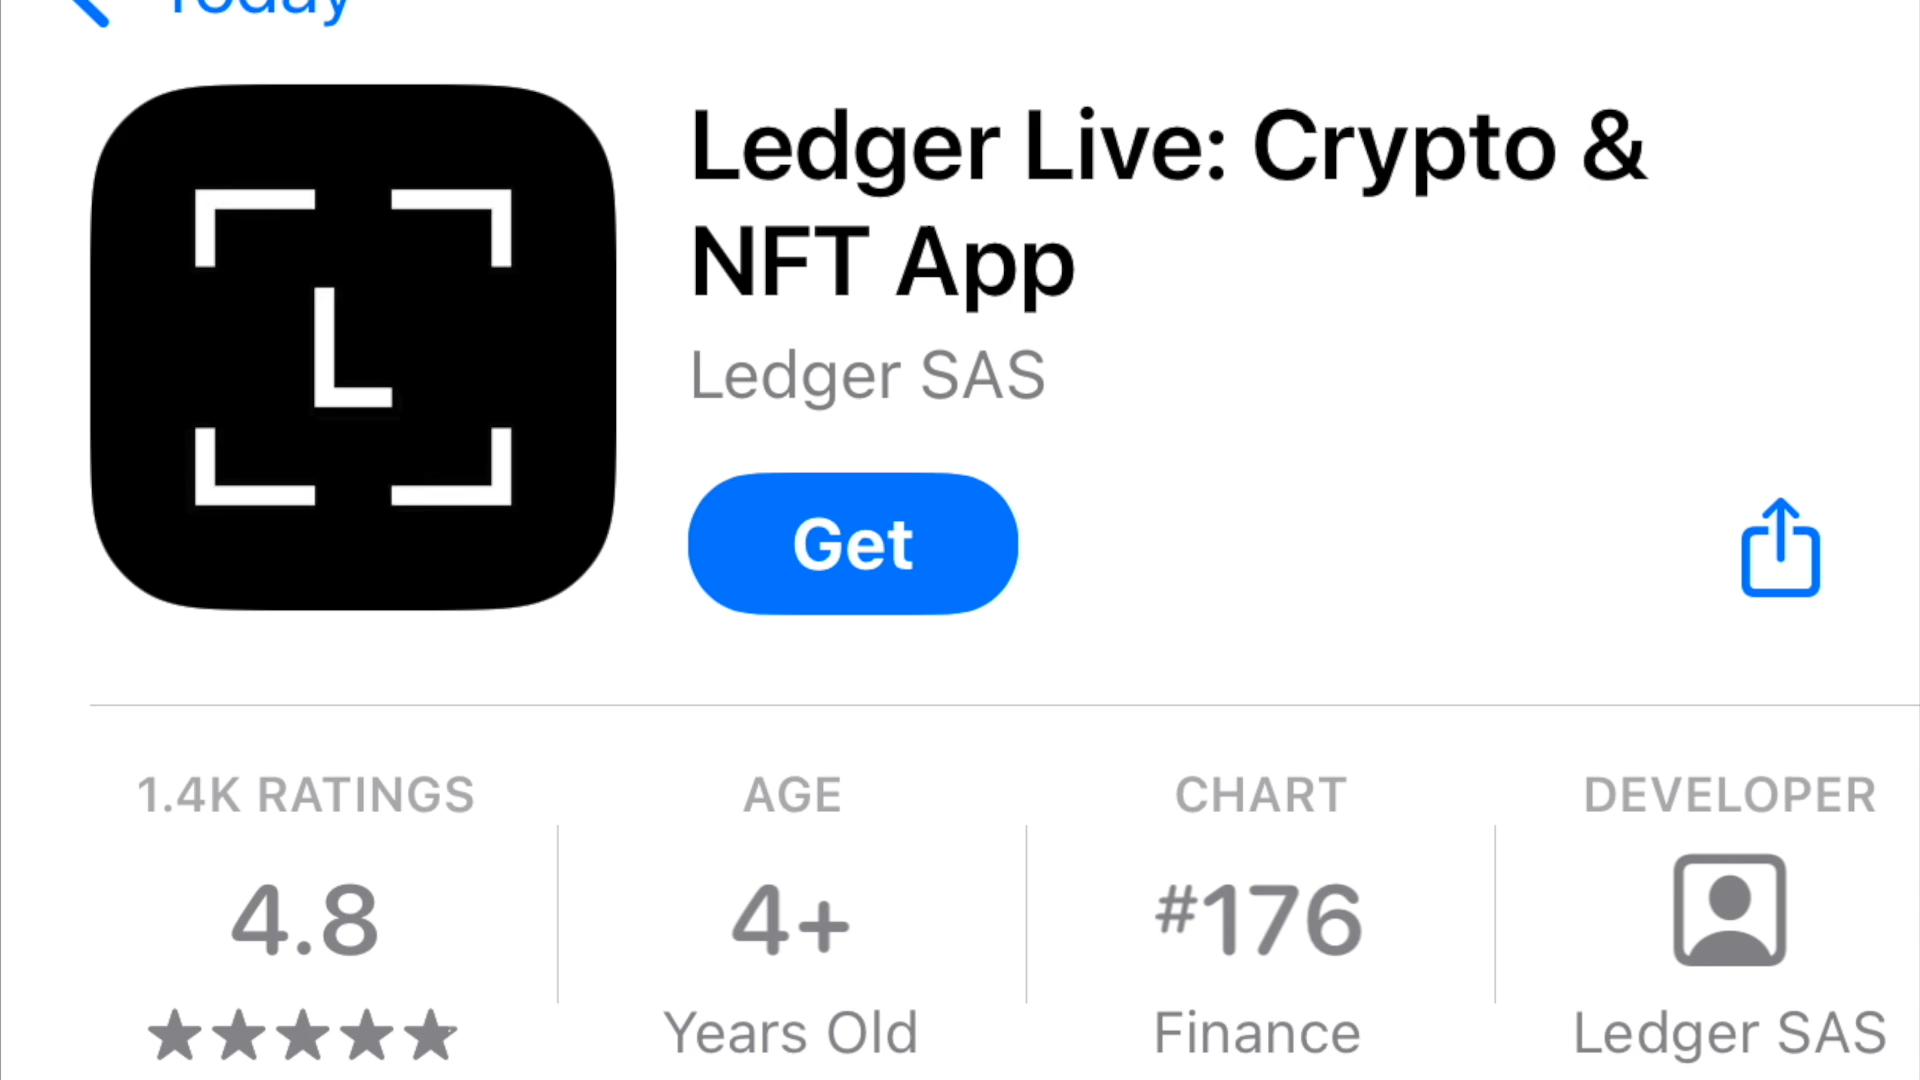 Today
Ledger Live: Crypto &
NFT App
Ledger SAS
L
Get
1.4K RATINGS
AGE
CHART
DEVELOPER
4.8
4+
#176
Years Old
Finance
Ledger SAS